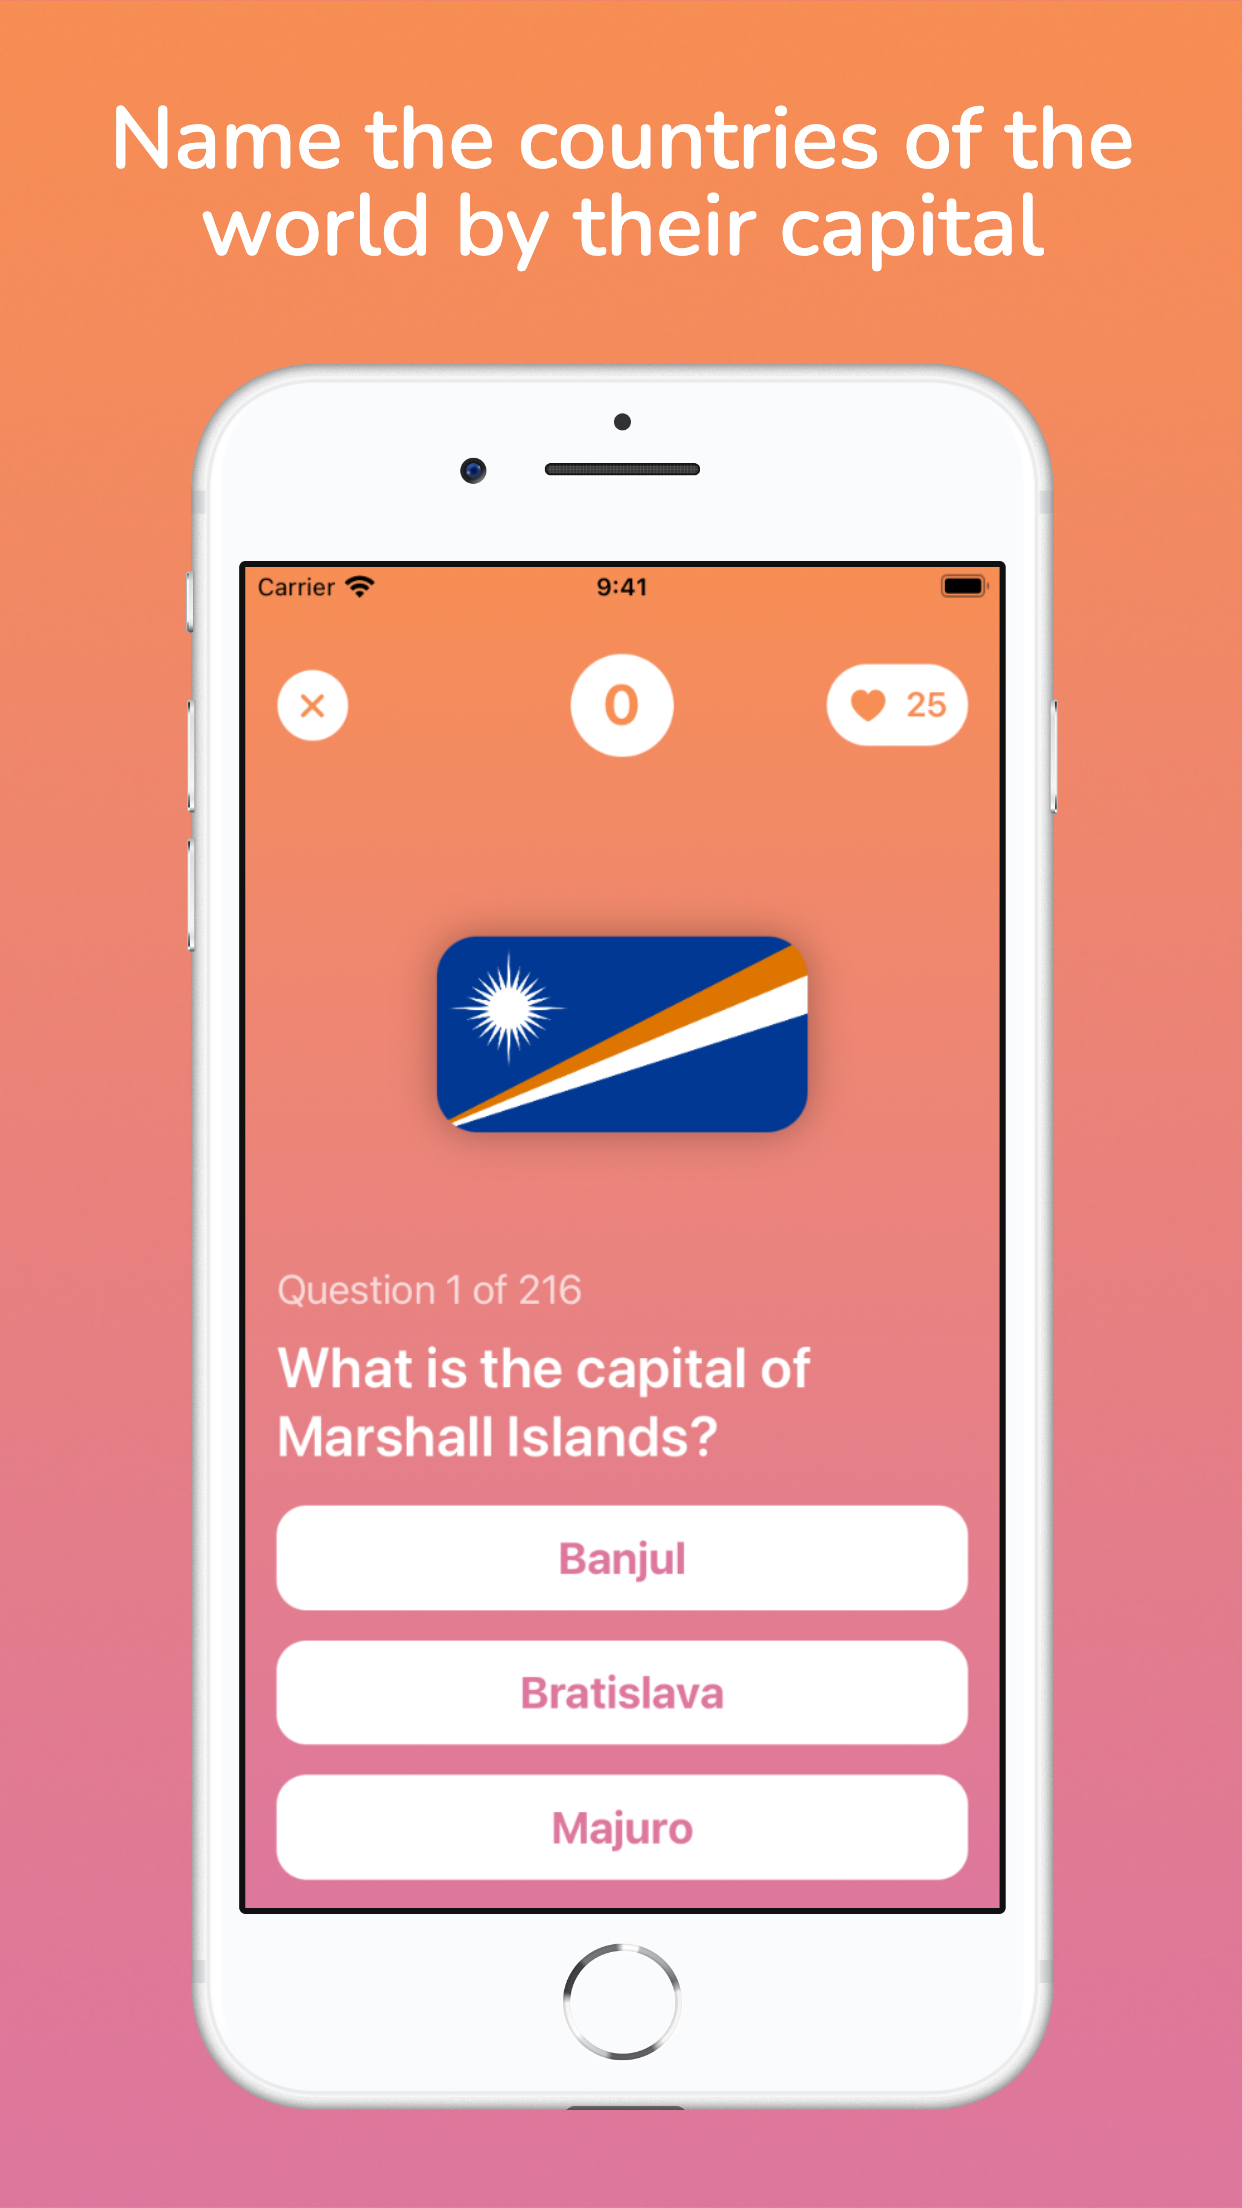 Name the countries of the
world by their capital
Carrier
9:41
0
25
Question 1 of 216
What is the capital of
Marshall Islands?
Banjul
Bratislava
Majuro